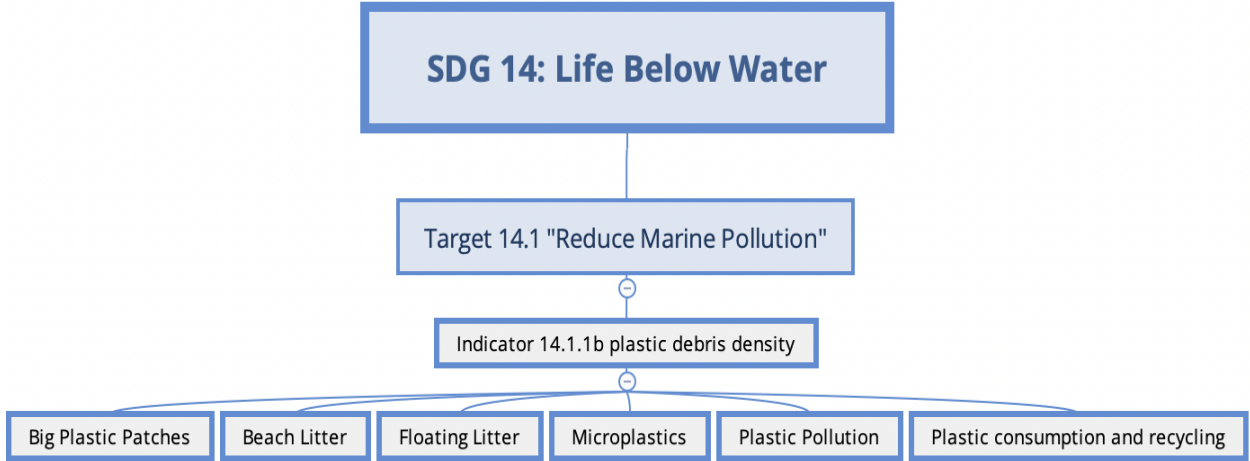 SDG 14: Life Below Water
Target 14.1 "Reduce Marine Pollution"
Indicator 14.1.1b plastic debris density
Big Plastic Patches
Beach Litter
Floating Litter
Microplastics
Plastic Pollution
Plastic consumption and recycling